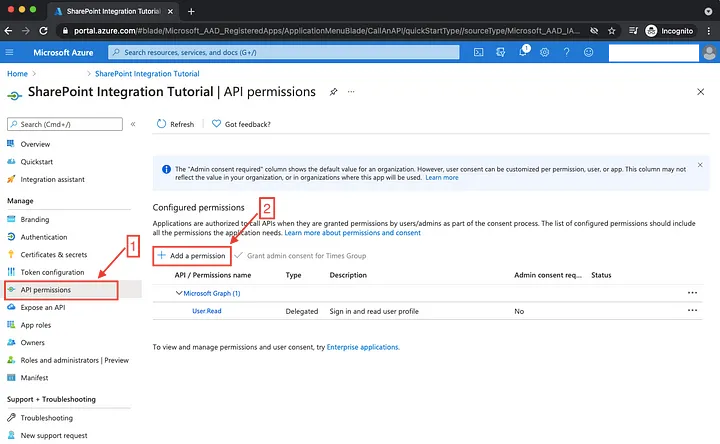 SharePoint Integration Tutorial
portal.azure.com/#blade/Microsoft_AAD_RegisteredApps/ApplicationMenuBlade/CallAnAPI/quickStartType//sourceType/Microsoft_AAD_IA...
Incognito
Microsoft Azure
Search resources, services, and docs (G+/)
1
Home
SharePoint Integration Tutorial
SharePoint Integration Tutorial | API permissions
Search (Cmd+/)
Refresh
Got feedback?
Overview
Quickstart
Integration assistant
Manage
Branding
Authentication
Certificates & secrets
Token configuration
API permissions
Expose an API
App roles
Owners
Roles and administrators | Preview
Manifest
Support + Troubleshooting
Troubleshooting
New support request
1
The "Admin consent required" column shows the default value for an organization. However, user consent can be customized per permission, user, or app. This column may not
reflect the value in your organization, or in organizations where this app will be used. Learn more
Configured permissions
2
Applications are authorized to call APIs when they are granted permissions by users/admins as part of the consent process. The list of configured permissions should include
all the permissions the application needs. Learn more about permissions and consent
Add a permission
Grant admin consent for Times Group
API / Permissions name Type Description Admin consent req... Status
Microsoft Graph (1)
User.Read Delegated Sign in and read user profile No
To view and manage permissions and user consent, try Enterprise applications.